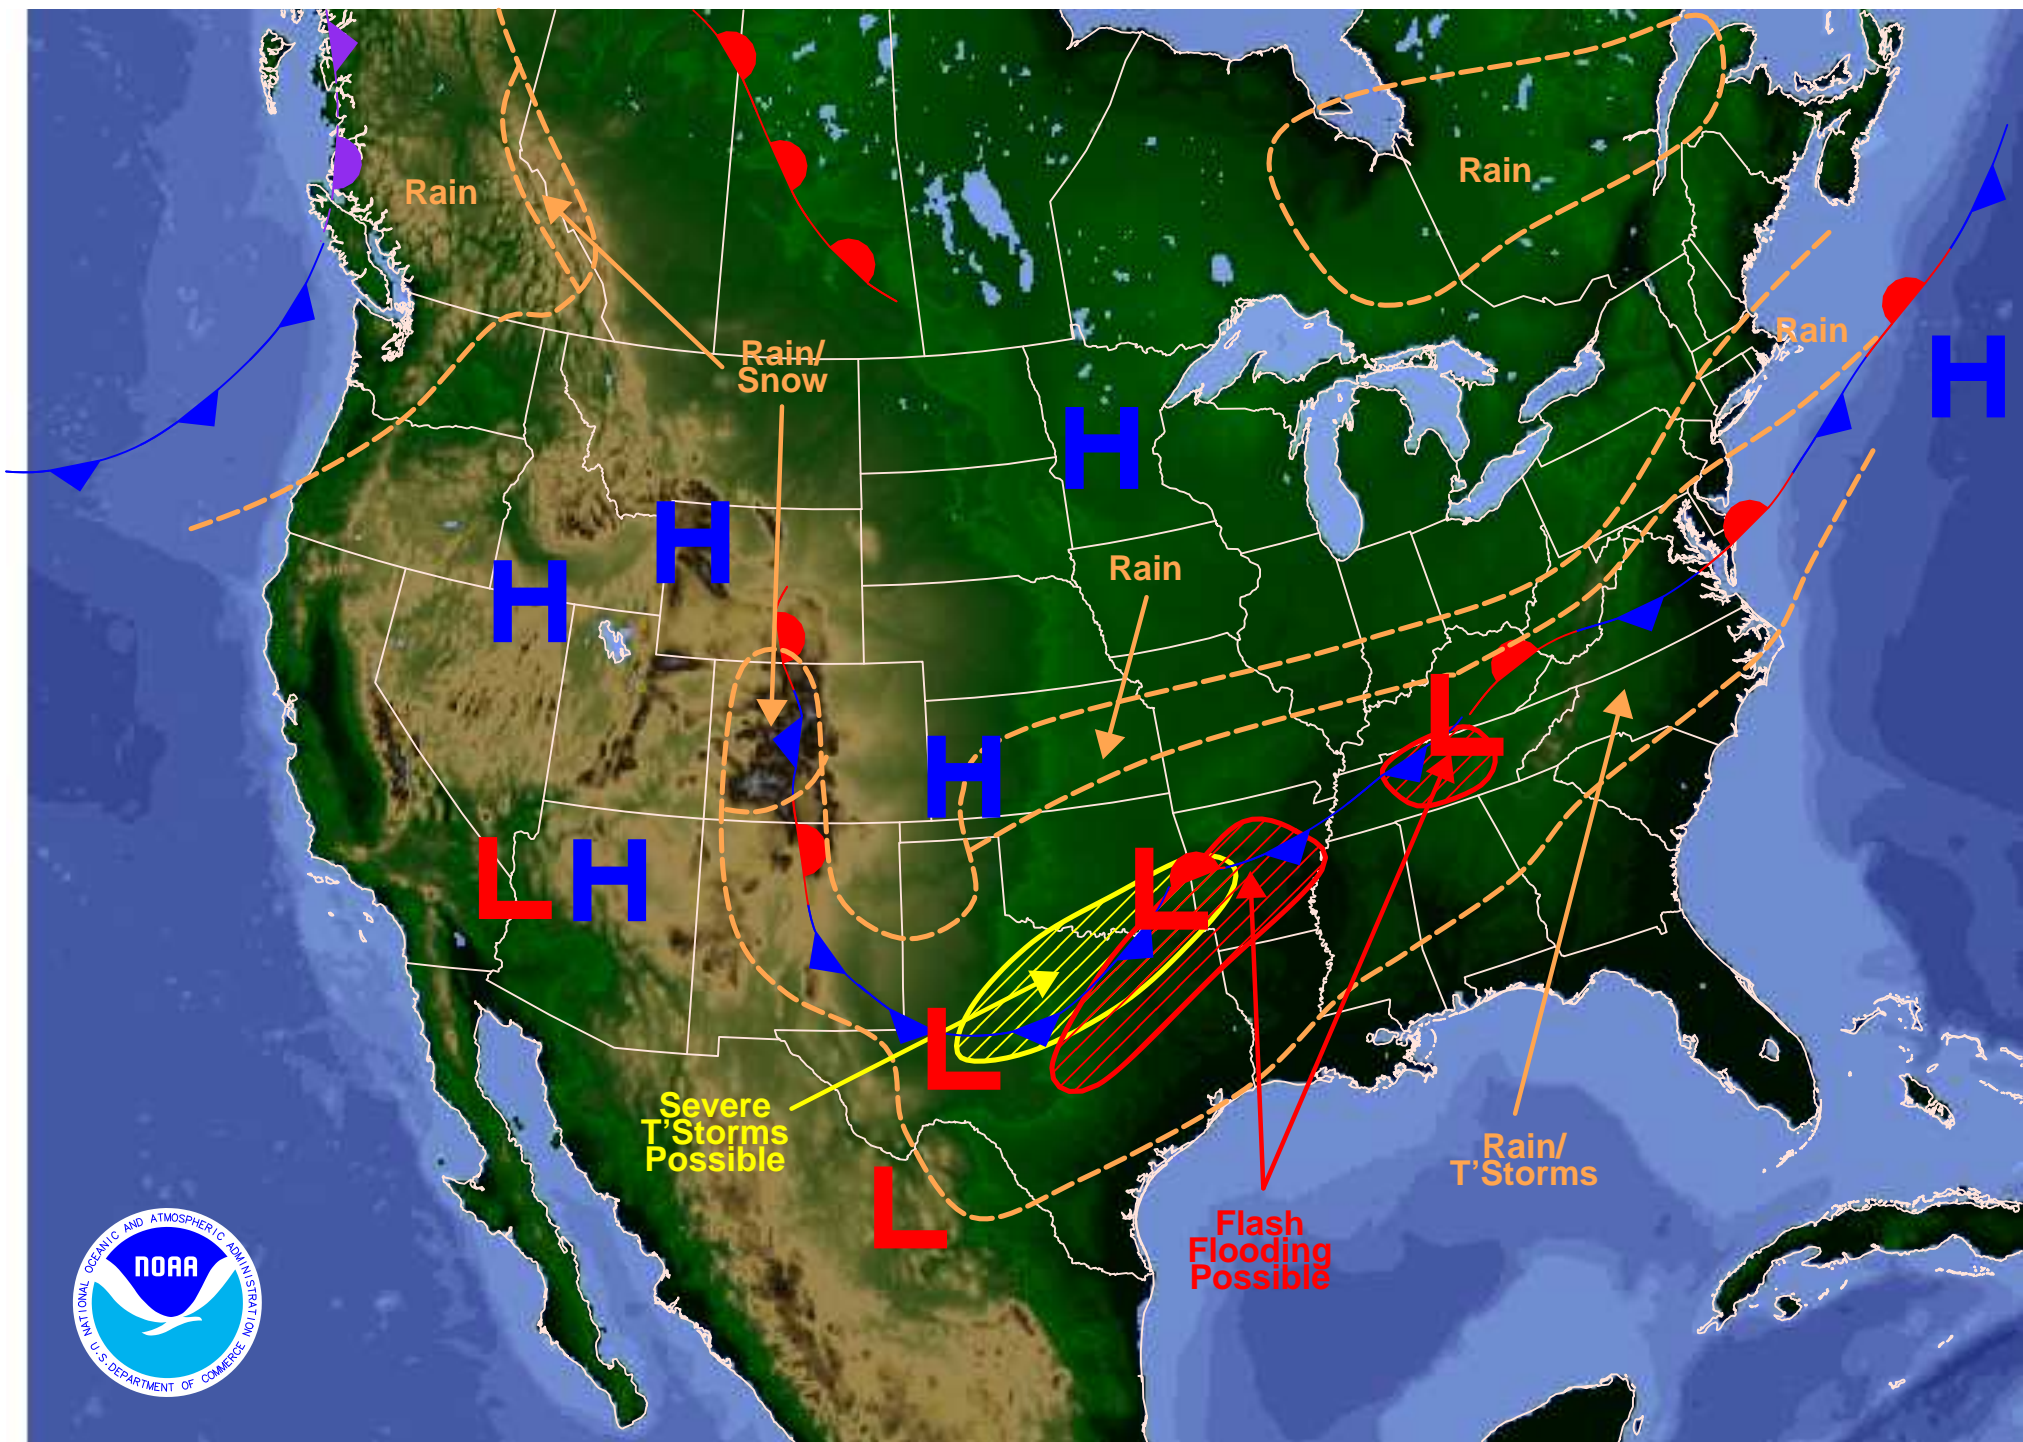 Rain
Rain
Rain
Rain/
Snow
H
H
H
H
Rain
H
L
H
L
H
L
L
Severe
T'Storms
Possible
Rain/
T'Storms
L
Flash
Flooding
Possible
NATIONAL OCEANIC AND ATMOSPHERIC ADMINISTRATION
NOAA
U.S. DEPARTMENT OF COMMERCE